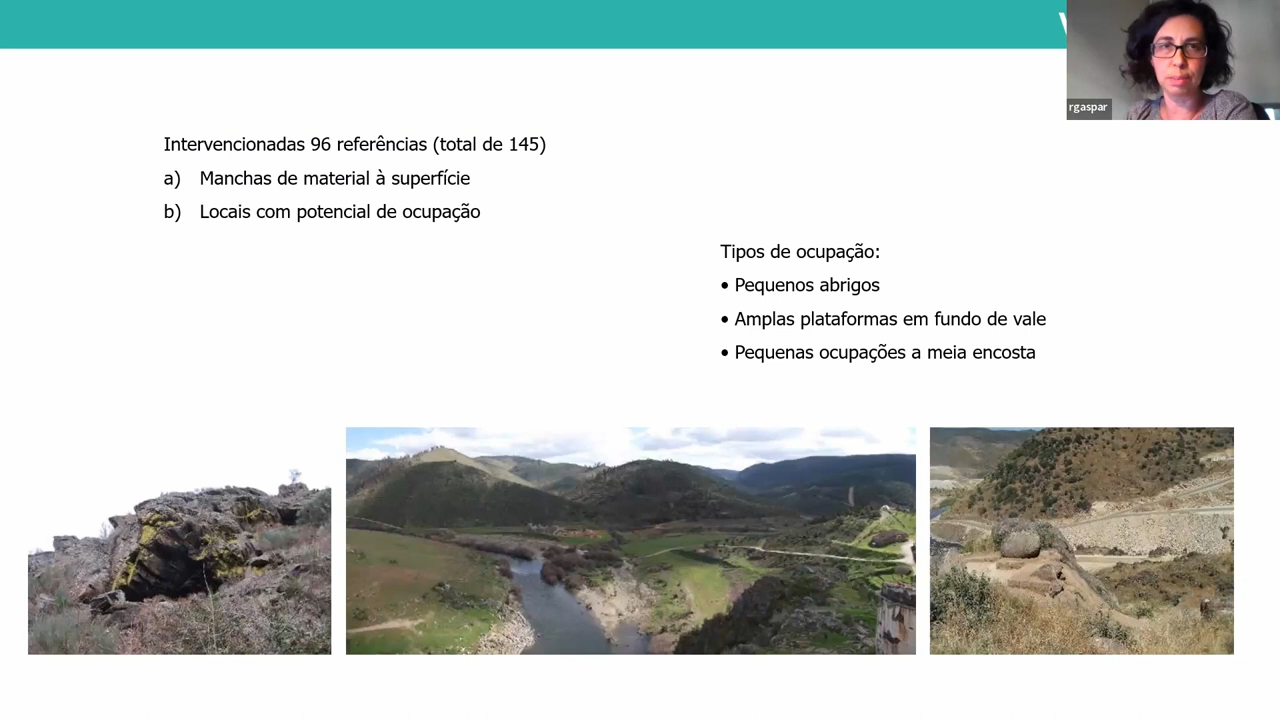 rgaspar
Intervencionadas 96 referências (total de 145)
a) Manchas de material à superfície
b) Locais com potencial de ocupação
Tipos de ocupação:
• Pequenos abrigos
• Amplas plataformas em fundo de vale
• Pequenas ocupações a meia encosta